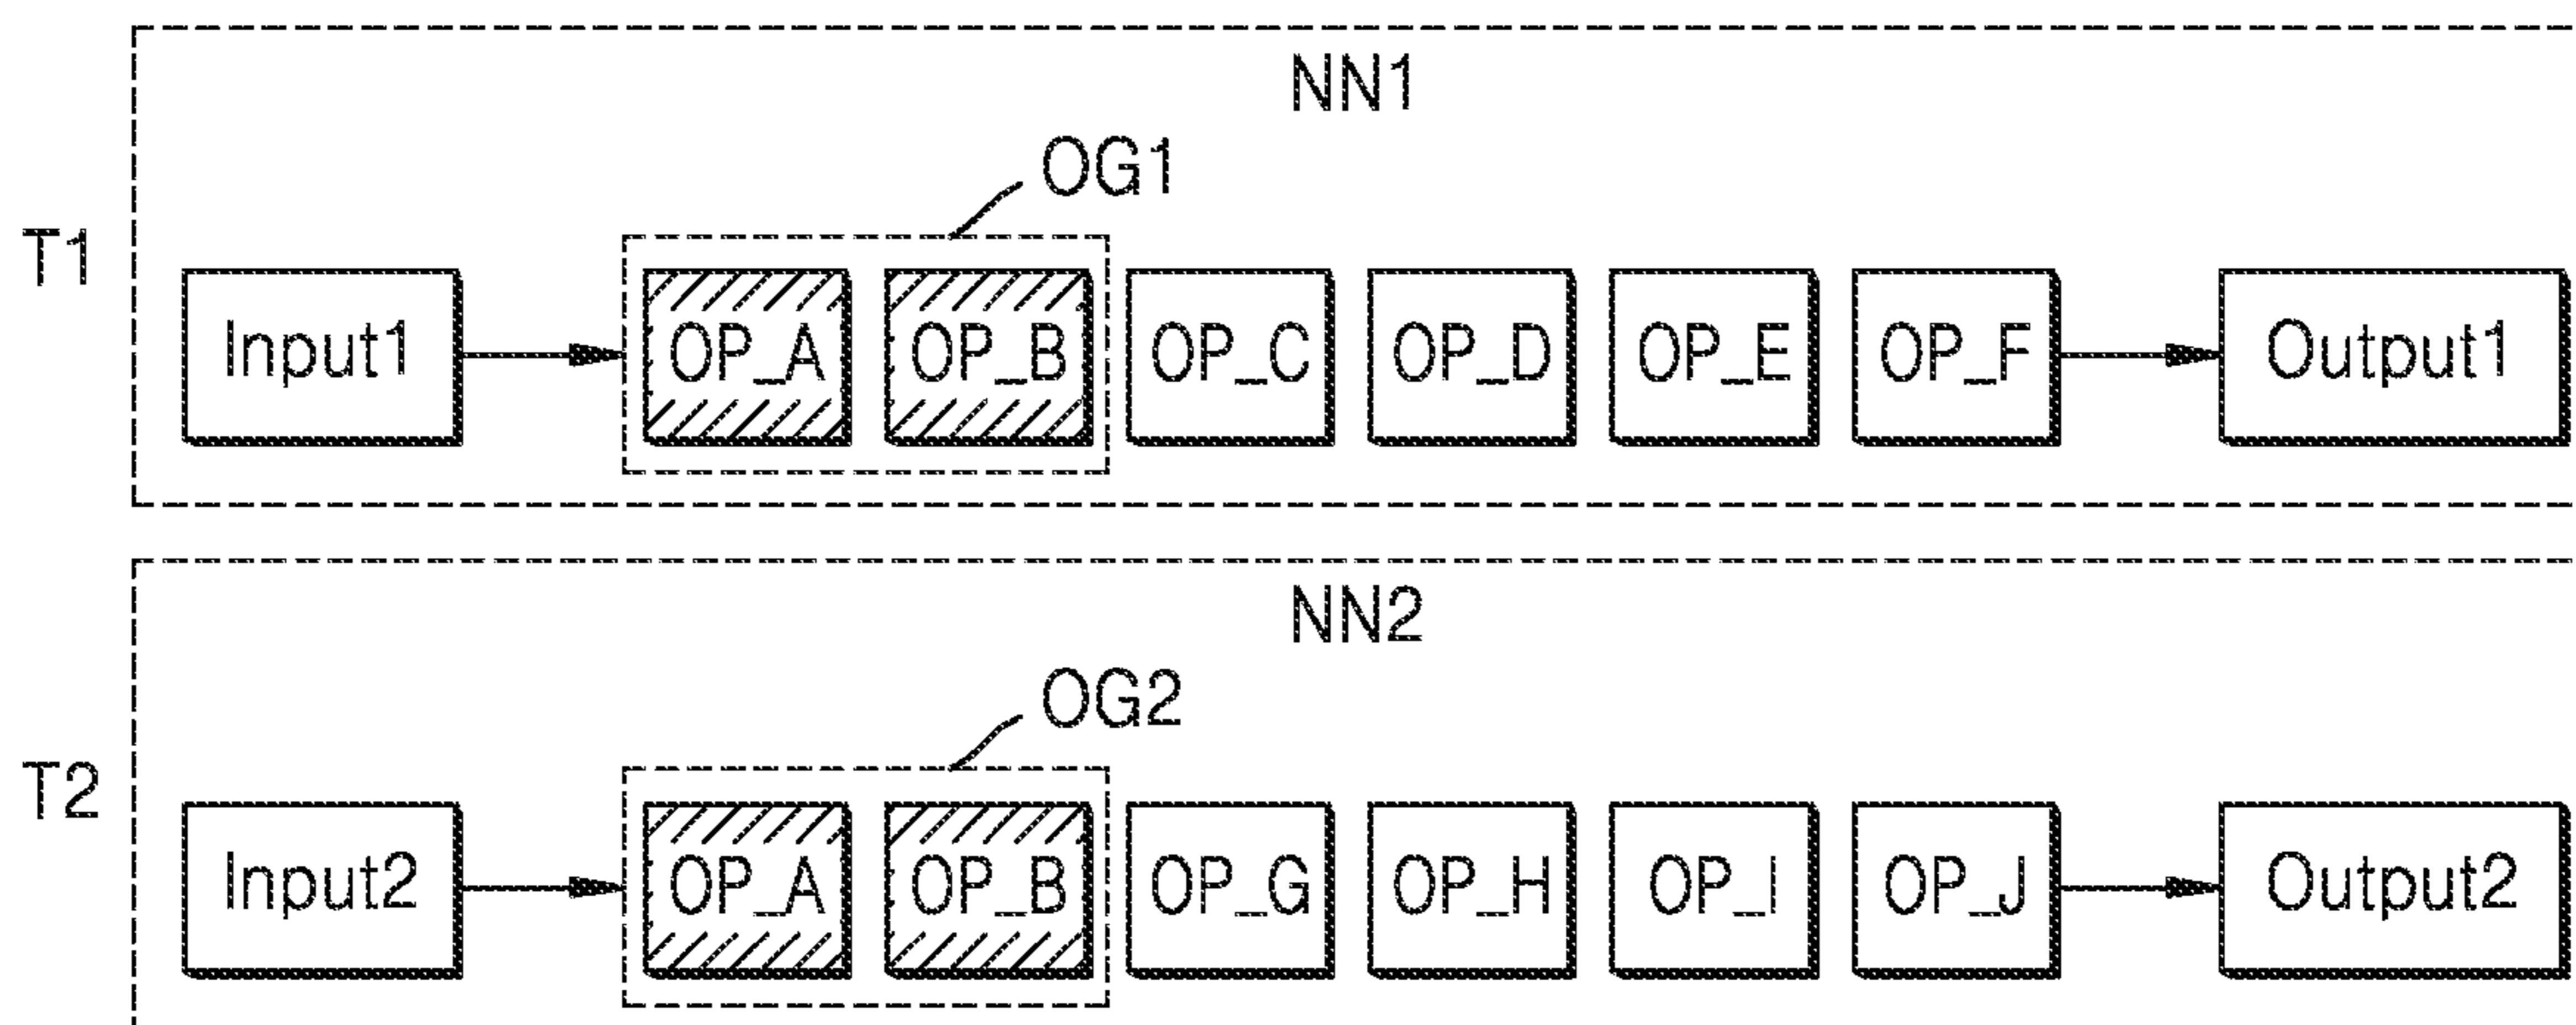 NN1
OG1
T1
Input1 OP_A OP_B OP_C OP_D OP_E OP_F Output1
NN2
OG2
T2
Input2 OP_A OP_B OP_G OP_H OP_I OP_J Output2